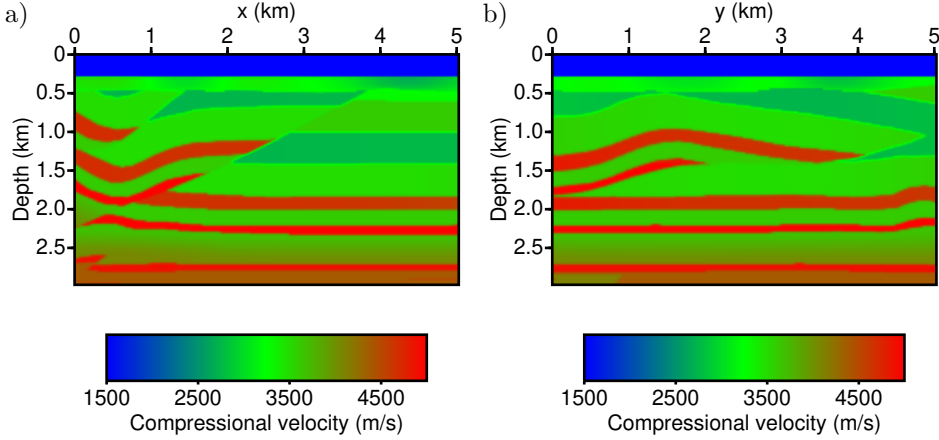 a)
x (km)
0 1 2 3 4 5
Depth (km)
0
0.5
1.0
1.5
2.0
2.5
1500 2500 3500 4500
Compressional velocity (m/s)
b)
y (km)
0 1 2 3 4 5
Depth (km)
0
0.5
1.0
1.5
2.0
2.5
1500 2500 3500 4500
Compressional velocity (m/s)